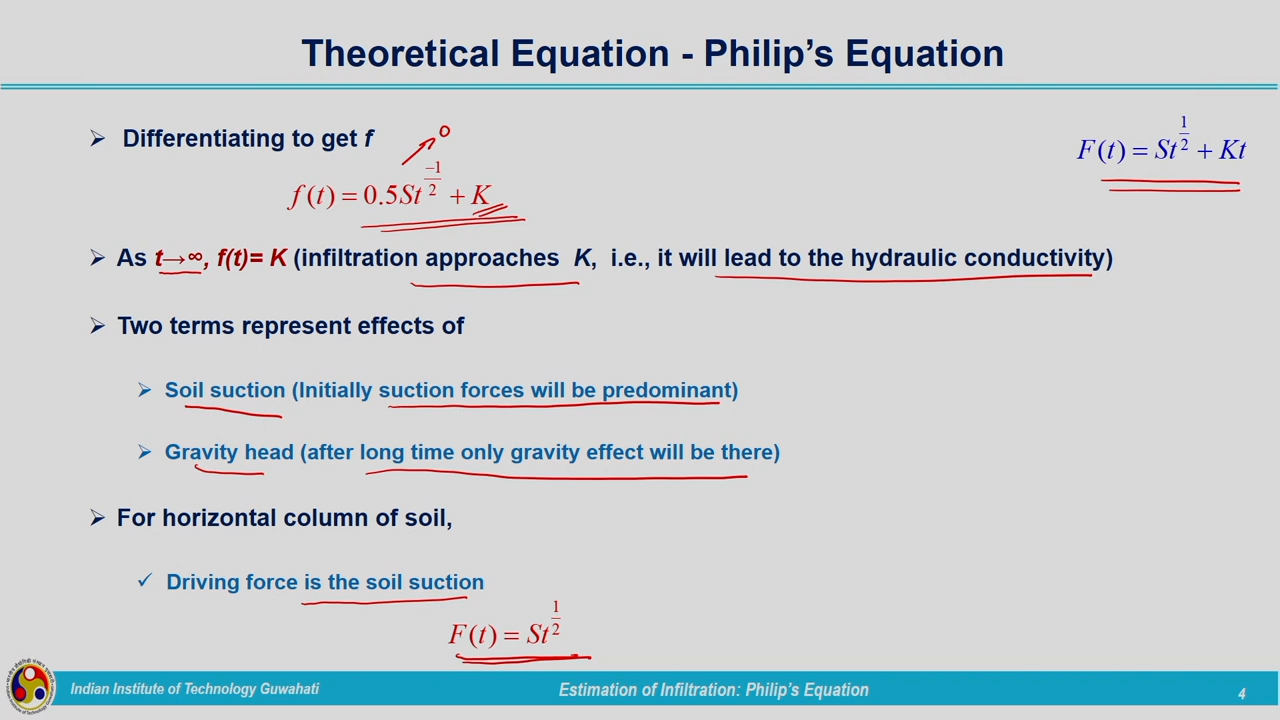 Theoretical Equation - Philip's Equation
➢ Differentiating to get f
0
f(t) = 0.5St^(-1/2) + K
F(t) = St^(1/2) + Kt
➢ As t→∞, f(t)= K (infiltration approaches K, i.e., it will lead to the hydraulic conductivity)
➢ Two terms represent effects of
➢ Soil suction (Initially suction forces will be predominant)
➢ Gravity head (after long time only gravity effect will be there)
➢ For horizontal column of soil,
✓ Driving force is the soil suction
F(t) = St^(1/2)
Indian Institute of Technology Guwahati
Estimation of Infiltration: Philip's Equation
4